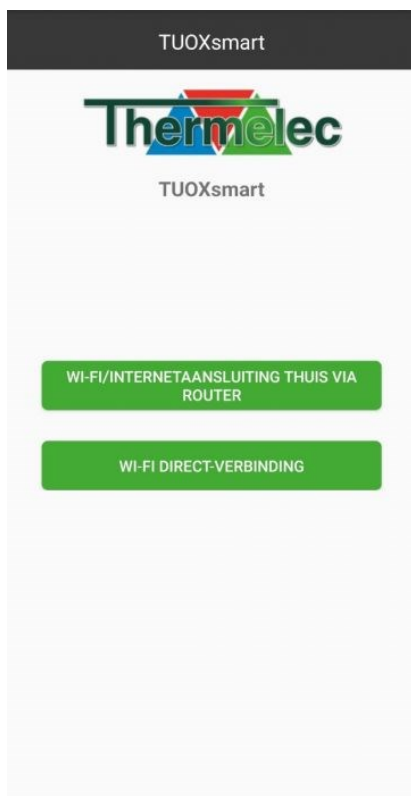 TUOXsmart
Thermelec
TUOXsmart
WI-FI/INTERNETAANSLUITING THUIS VIA
ROUTER
WI-FI DIRECT-VERBINDING